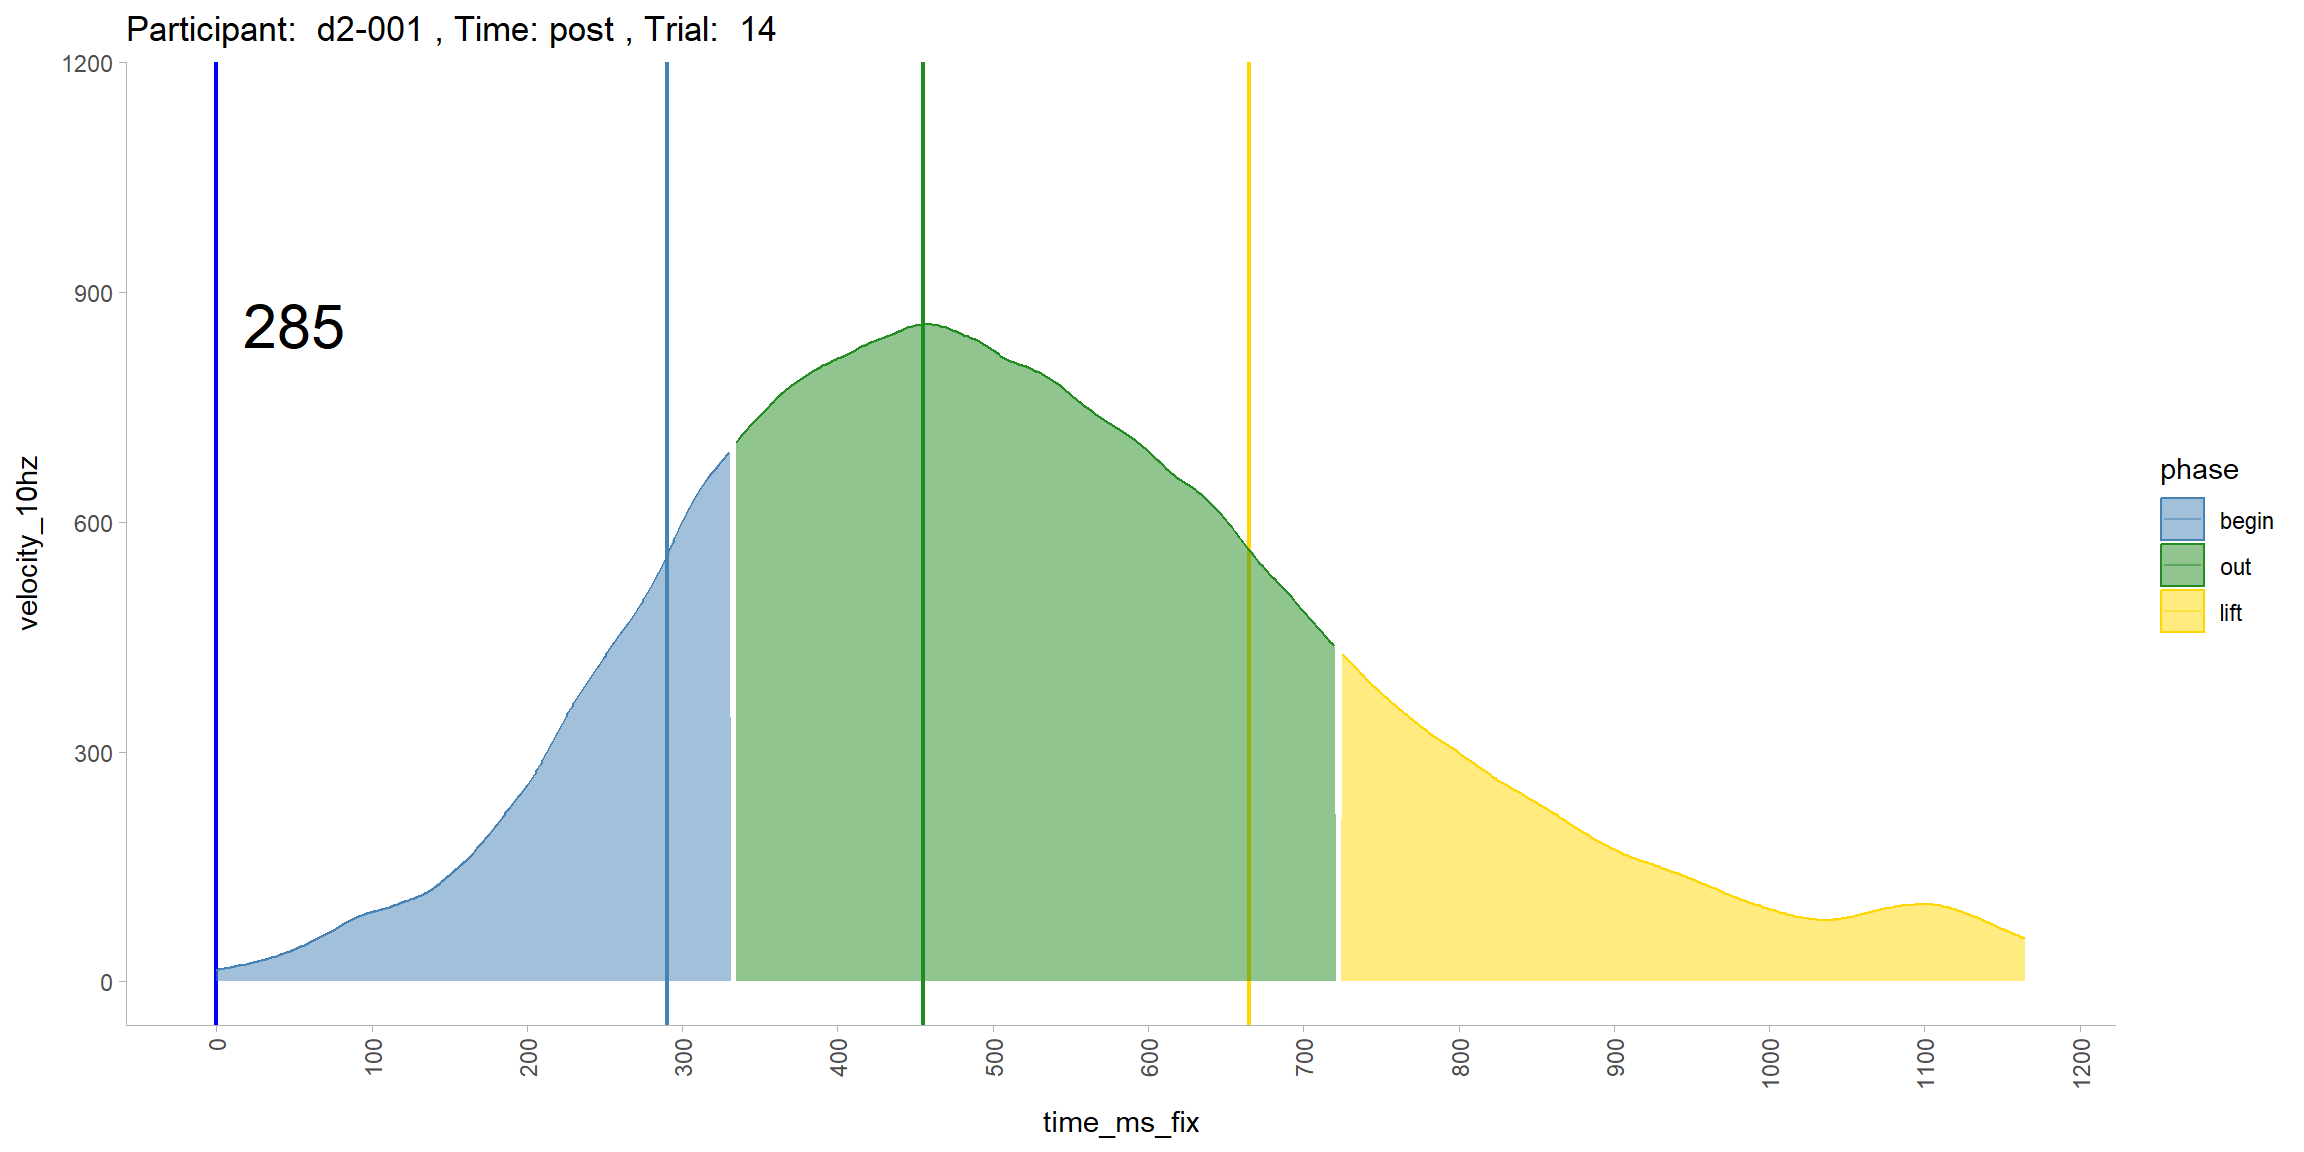 Participant:  d2-001 , Time: post , Trial:  14
1200
900
600
300
0
velocity_10hz
285
0
100
200
300
400
500
600
700
800
900
1000
1100
1200
time_ms_fix
phase
begin
out
lift